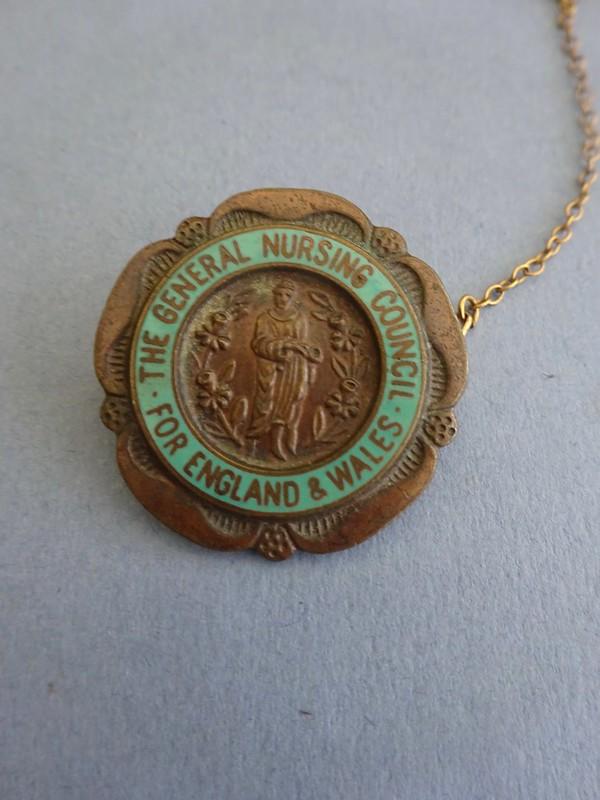 · THE GENERAL NURSING COUNCIL ·
FOR ENGLAND & WALES